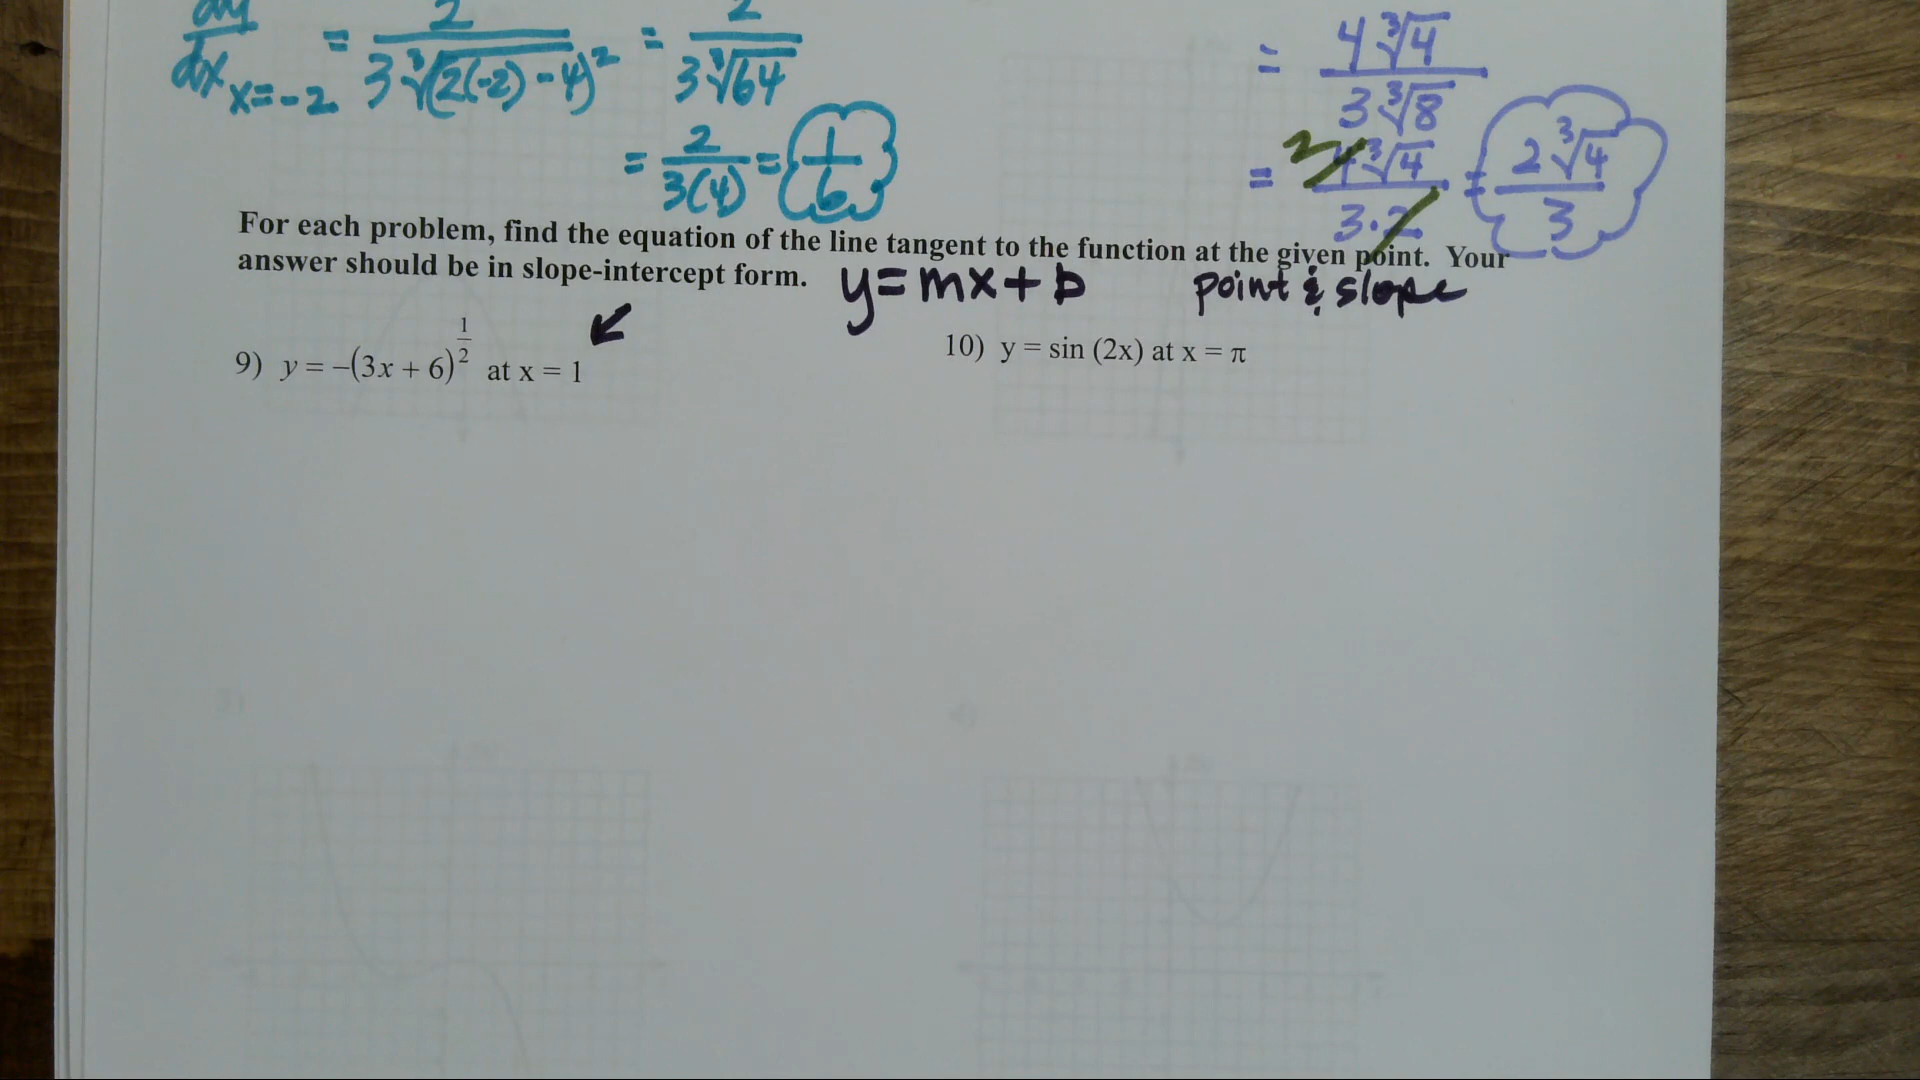 dy/dx x=-2 = 2/(3∛(2(-2)-4)²) = 2/(3∛64)
= 2/(3(4)) = 1/6
= 4∛4/(3∛8)
= 2 4∛4/(3·2) = 2∛4/3
For each problem, find the equation of the line tangent to the function at the given point. Your
answer should be in slope-intercept form. y=mx+b point & slope
9) y = −(3x + 6)^(1/2) at x = 1
10) y = sin (2x) at x = π